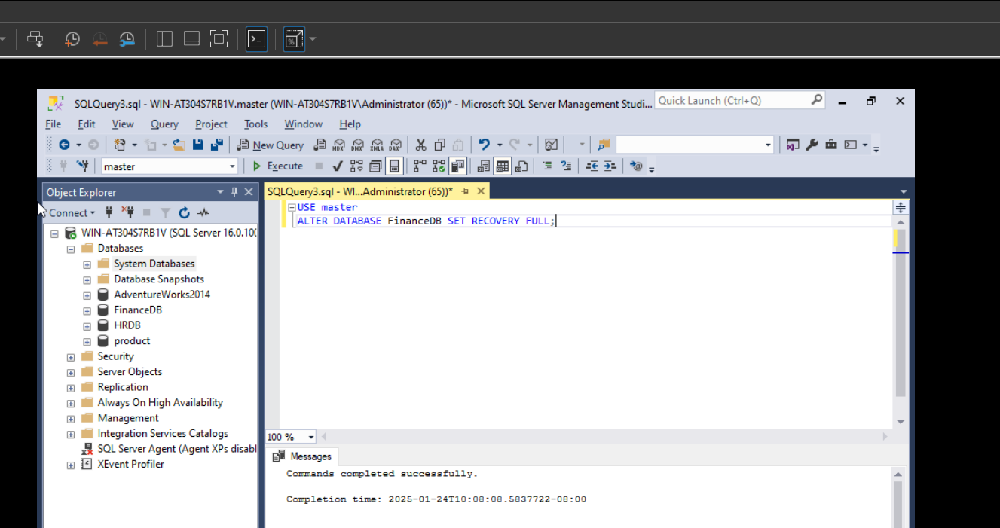 SQLQuery3.sql - WIN-AT304S7RB1V.master (WIN-AT304S7RB1V\Administrator (65))* - Microsoft SQL Server Management Studi...
Quick Launch (Ctrl+Q)
File Edit View Query Project Tools Window Help
New Query MDX DMX XMLA DAX
master Execute
Object Explorer
SQLQuery3.sql - WI...Administrator (65))*
Connect
WIN-AT304S7RB1V (SQL Server 16.0.100
Databases
System Databases
Database Snapshots
AdventureWorks2014
FinanceDB
HRDB
product
Security
Server Objects
Replication
Always On High Availability
Management
Integration Services Catalogs
SQL Server Agent (Agent XPs disabl
XEvent Profiler
USE master
ALTER DATABASE FinanceDB SET RECOVERY FULL;
100 %
Messages
Commands completed successfully.
Completion time: 2025-01-24T10:08:08.5837722-08:00